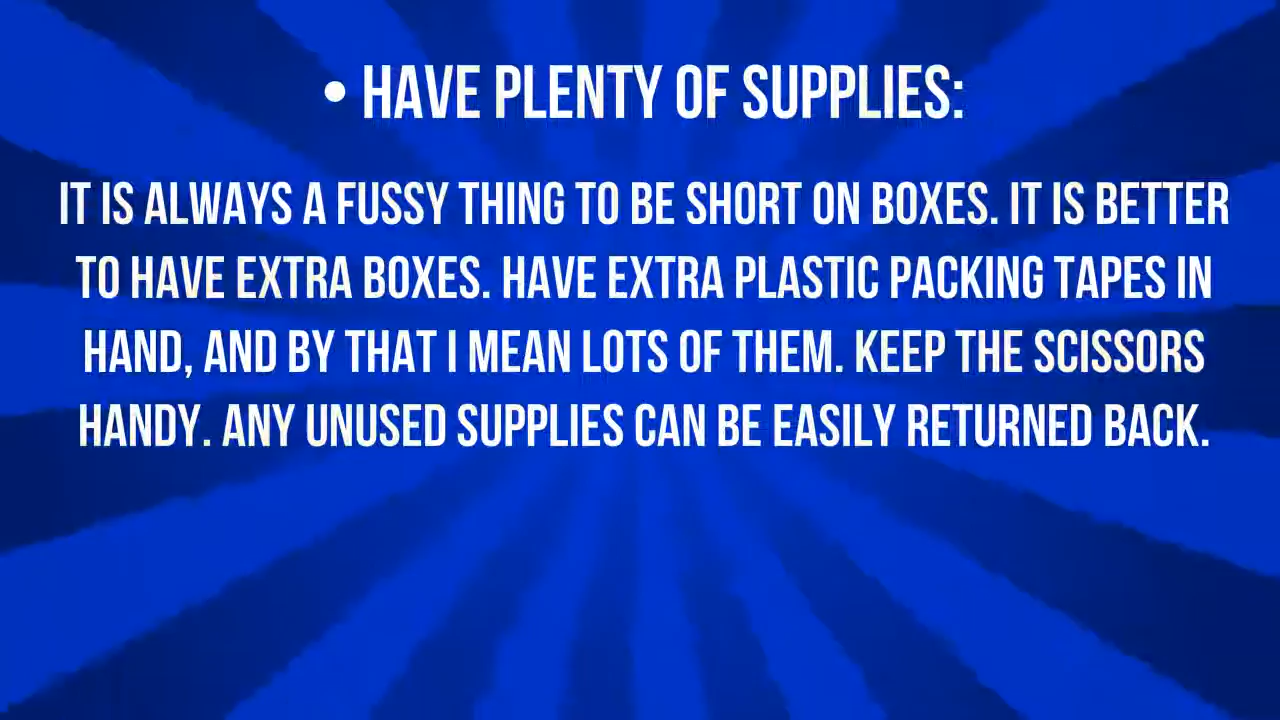 • HAVE PLENTY OF SUPPLIES:
IT IS ALWAYS A FUSSY THING TO BE SHORT ON BOXES. IT IS BETTER
TO HAVE EXTRA BOXES. HAVE EXTRA PLASTIC PACKING TAPES IN
HAND, AND BY THAT I MEAN LOTS OF THEM. KEEP THE SCISSORS
HANDY. ANY UNUSED SUPPLIES CAN BE EASILY RETURNED BACK.